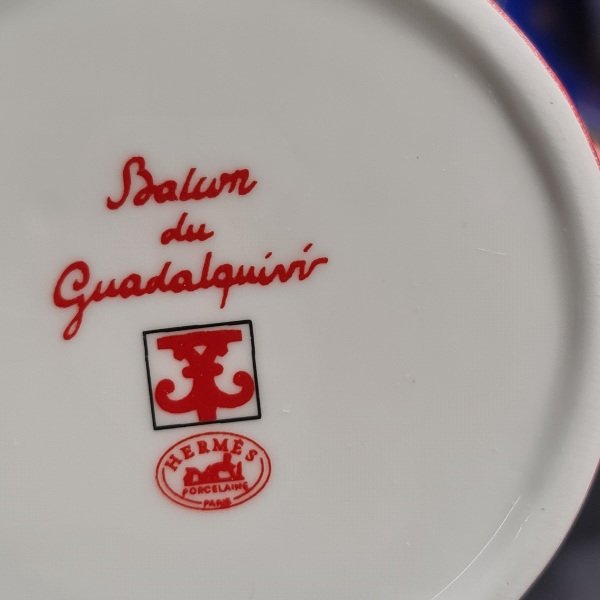 Balcon
du
Guadalquivir
HERMÈS
PORCELAINE
PARIS